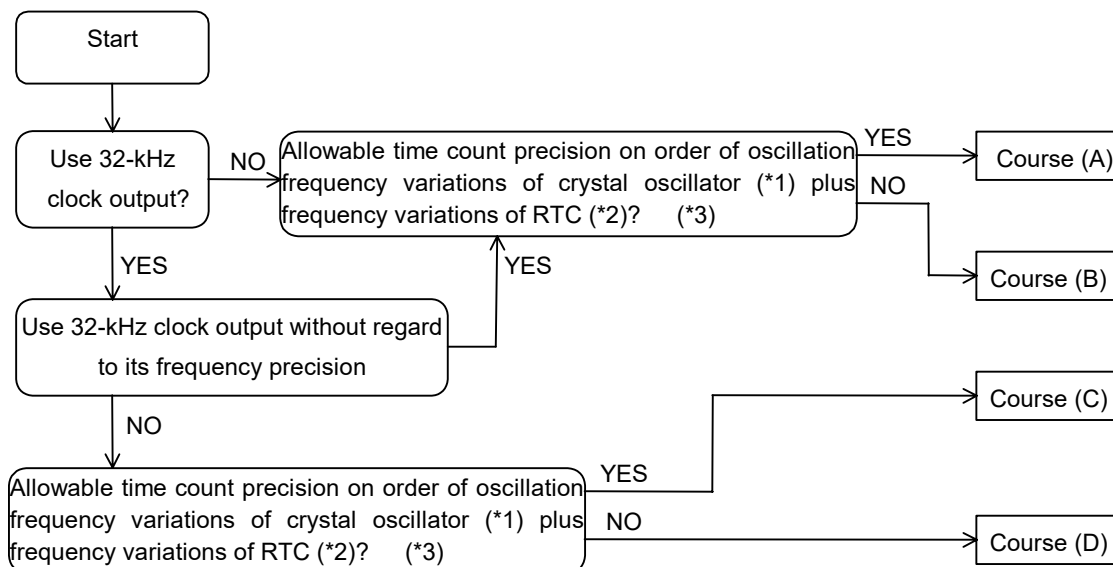 Start
Use 32-kHz
clock output?
NO
Allowable time count precision on order of oscillation
frequency variations of crystal oscillator (*1) plus
frequency variations of RTC (*2)? (*3)
YES
Course (A)
NO
Course (B)
YES
YES
Use 32-kHz clock output without regard
to its frequency precision
Course (C)
NO
Allowable time count precision on order of oscillation
frequency variations of crystal oscillator (*1) plus
frequency variations of RTC (*2)? (*3)
YES
NO
Course (D)